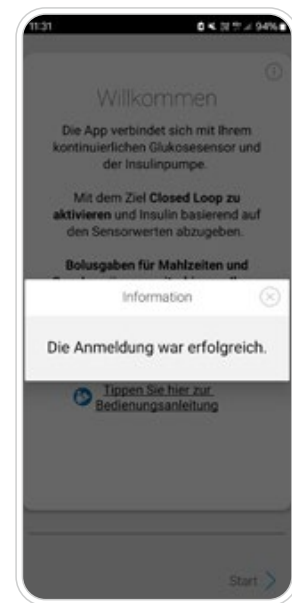 11:31
94%
Willkommen
Die App verbindet sich mit Ihrem
kontinuierlichen Glukosesensor und
der Insulinpumpe.
Mit dem Ziel Closed Loop zu
aktivieren und Insulin basierend auf
den Sensorwerten abzugeben.
Bolusgaben für Mahlzeiten und
Information
Die Anmeldung war erfolgreich.
Tippen Sie hier zur
Bedienungsanleitung
Start